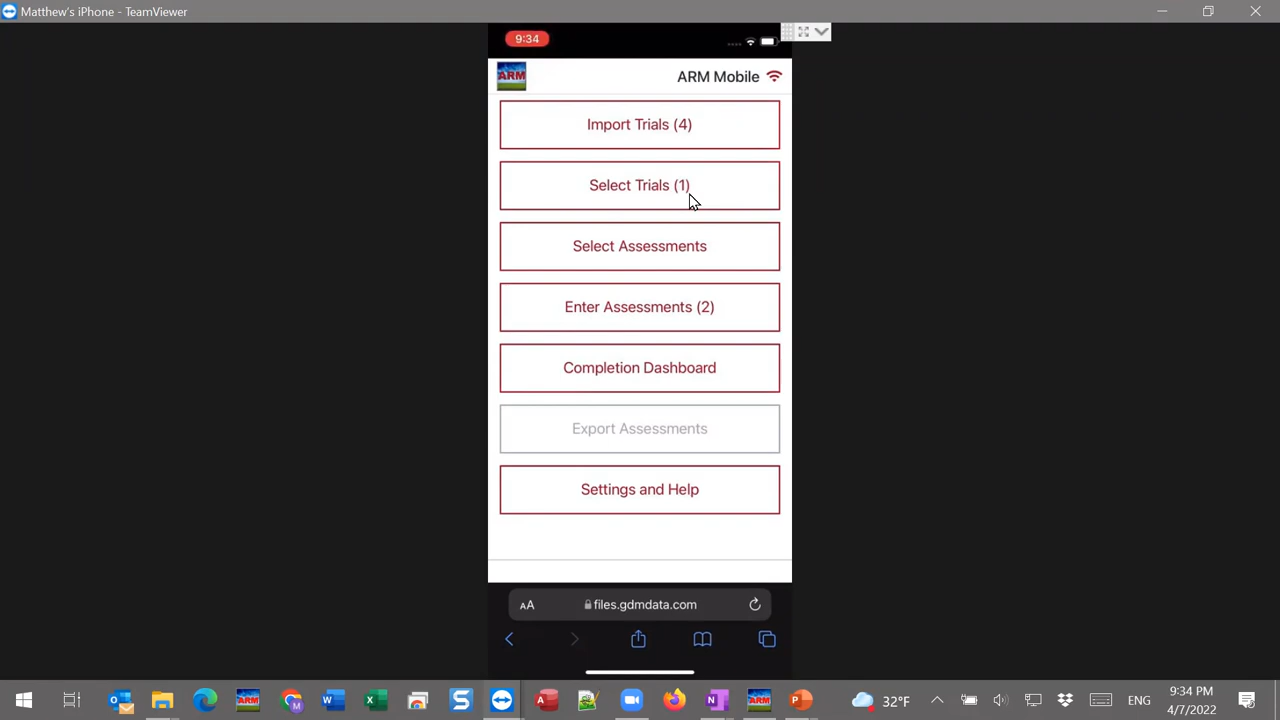 Matthew's iPhone - TeamViewer
9:34
ARM
ARM Mobile
Import Trials (4)
Select Trials (1)
Select Assessments
Enter Assessments (2)
Completion Dashboard
Export Assessments
Settings and Help
AA
files.gdmdata.com
ARM
M
W
X
S
A
N
ARM
P
32°F
ENG
9:34 PM
4/7/2022